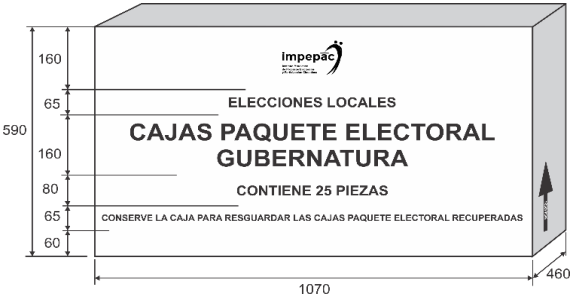 impepac
160
ELECCIONES LOCALES
65
590
CAJAS PAQUETE ELECTORAL
160
GUBERNATURA
80
CONTIENE 25 PIEZAS
65
CONSERVE LA CAJA PARA RESGUARDAR LAS CAJAS PAQUETE ELECTORAL RECUPERADAS
60
460
1070